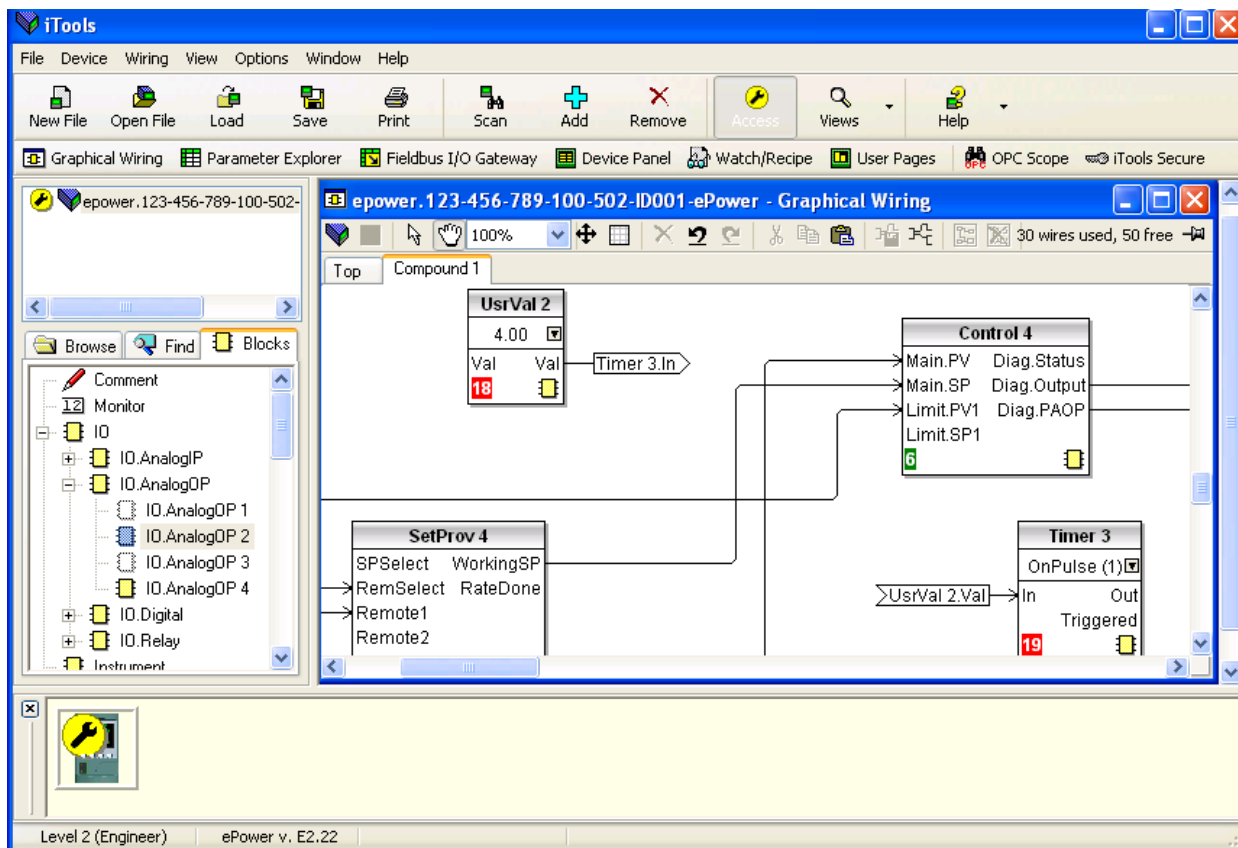 iTools
File Device Wiring View Options Window Help
New File Open File Load Save Print Scan Add Remove Access Views Help
Graphical Wiring Parameter Explorer Fieldbus I/O Gateway Device Panel Watch/Recipe User Pages OPC Scope iTools Secure
epower.123-456-789-100-502-
Browse Find Blocks
Comment
12 Monitor
IO
IO.AnalogIP
IO.AnalogOP
IO.AnalogOP 1
IO.AnalogOP 2
IO.AnalogOP 3
IO.AnalogOP 4
IO.Digital
IO.Relay
Instrument
epower.123-456-789-100-502-ID001-ePower - Graphical Wiring
100% 30 wires used, 50 free
Top Compound 1
UsrVal 2
4.00
Val Val
18
Timer 3.In
Control 4
Main.PV Diag.Status
Main.SP Diag.Output
Limit.PV1 Diag.PAOP
Limit.SP1
6
SetProv 4
SPSelect WorkingSP
RemSelect RateDone
Remote1
Remote2
UsrVal 2.Val
Timer 3
OnPulse (1)
In Out
Triggered
19
Level 2 (Engineer) ePower v. E2.22